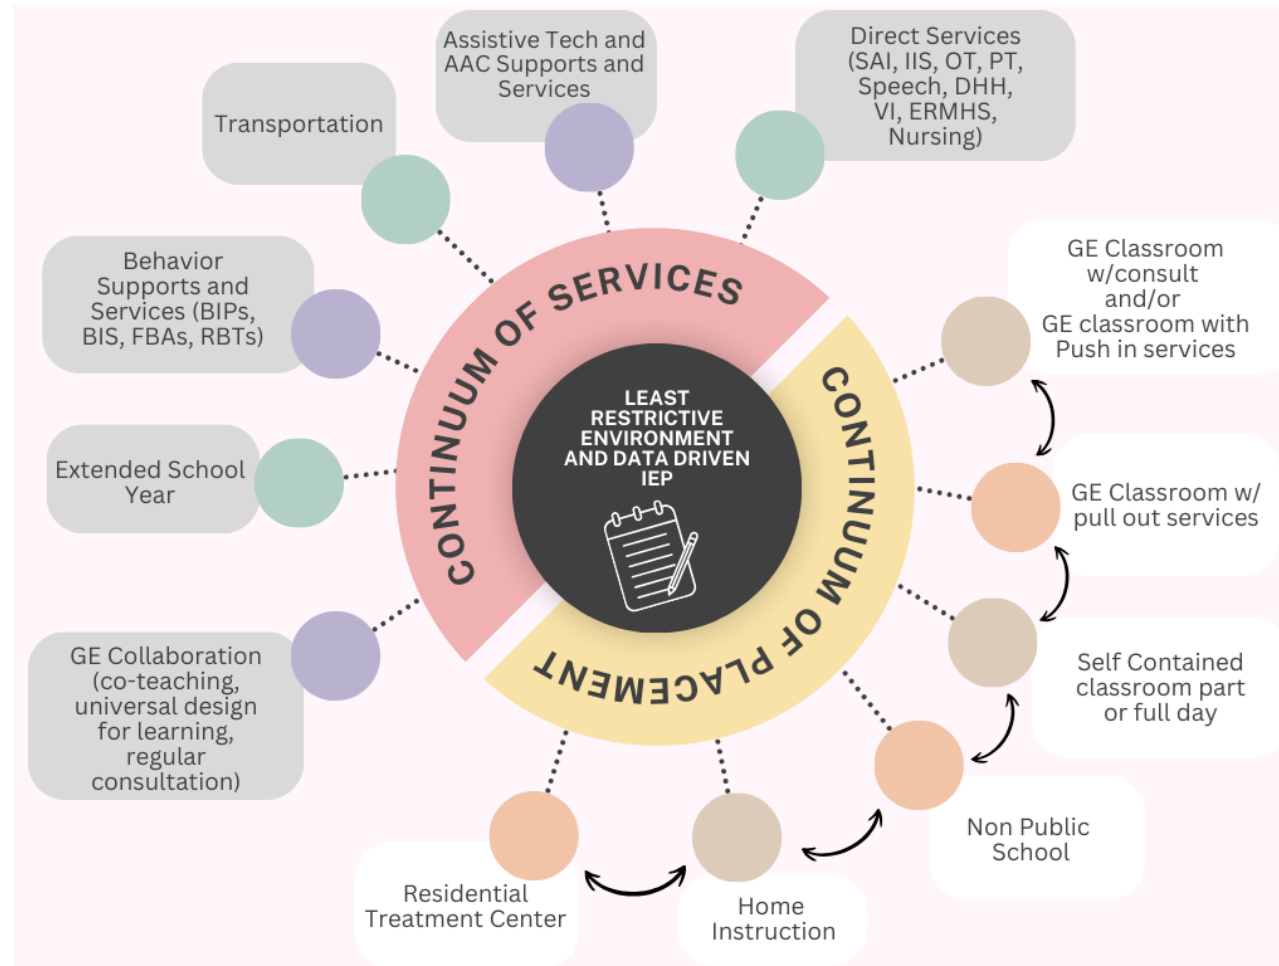 Assistive Tech and
AAC Supports and
Services
Direct Services
(SAI, IIS, OT, PT,
Speech, DHH,
VI, ERMHS,
Nursing)
Transportation
Behavior
Supports and
Services (BIPs,
BIS, FBAs, RBTs)
Extended School
Year
GE Collaboration
(co-teaching,
universal design
for learning,
regular
consultation)
CONTINUUM OF SERVICES
LEAST
RESTRICTIVE
ENVIRONMENT
AND DATA DRIVEN
IEP
CONTINUUM OF PLACEMENT
GE Classroom
w/consult
and/or
GE classroom with
Push in services
GE Classroom w/
pull out services
Self Contained
classroom part
or full day
Non Public
School
Home
Instruction
Residential
Treatment Center